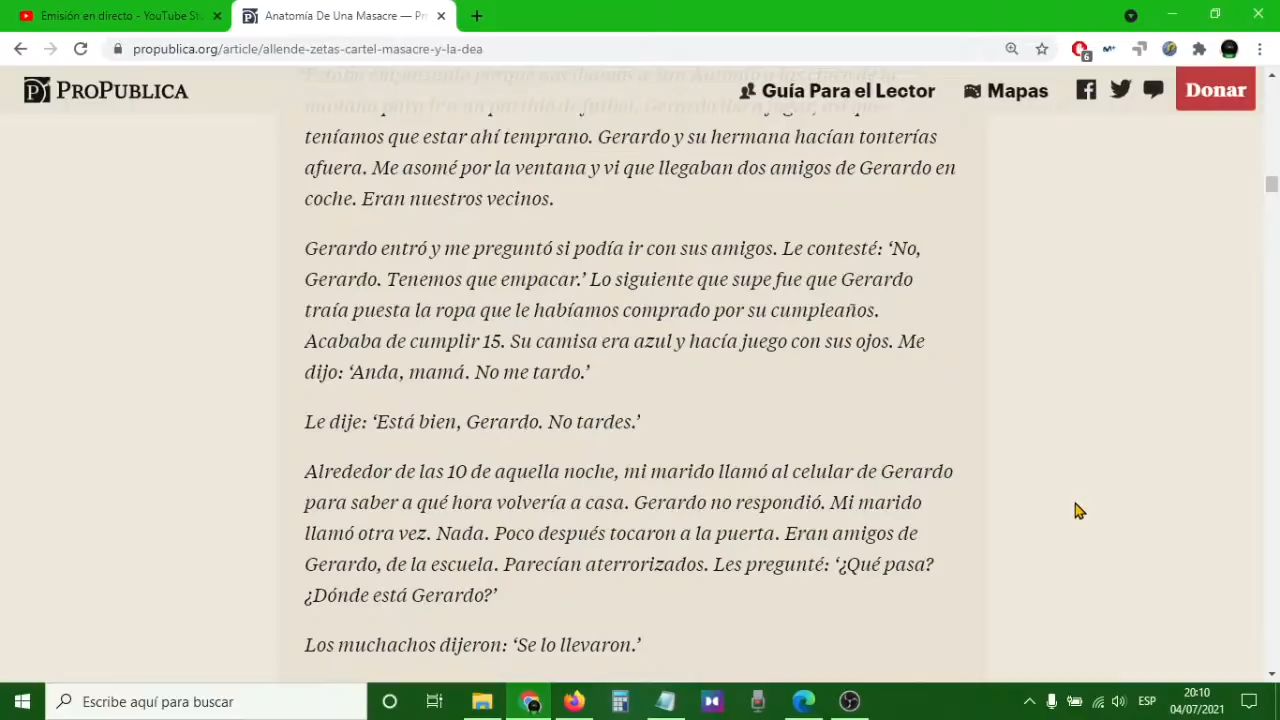 Emisión en directo - YouTube Stu
Anatomía De Una Masacre — Pr
propublica.org/article/allende-zetas-cartel-masacre-y-la-dea
6
PROPUBLICA
Guía Para el Lector
Mapas
Donar
teníamos que estar ahí temprano. Gerardo y su hermana hacían tonterías
afuera. Me asomé por la ventana y vi que llegaban dos amigos de Gerardo en
coche. Eran nuestros vecinos.
Gerardo entró y me preguntó si podía ir con sus amigos. Le contesté: ‘No,
Gerardo. Tenemos que empacar.’ Lo siguiente que supe fue que Gerardo
traía puesta la ropa que le habíamos comprado por su cumpleaños.
Acababa de cumplir 15. Su camisa era azul y hacía juego con sus ojos. Me
dijo: ‘Anda, mamá. No me tardo.’
Le dije: ‘Está bien, Gerardo. No tardes.’
Alrededor de las 10 de aquella noche, mi marido llamó al celular de Gerardo
para saber a qué hora volvería a casa. Gerardo no respondió. Mi marido
llamó otra vez. Nada. Poco después tocaron a la puerta. Eran amigos de
Gerardo, de la escuela. Parecían aterrorizados. Les pregunté: ‘¿Qué pasa?
¿Dónde está Gerardo?’
Los muchachos dijeron: ‘Se lo llevaron.’
Escribe aquí para buscar
ESP
20:10
04/07/2021